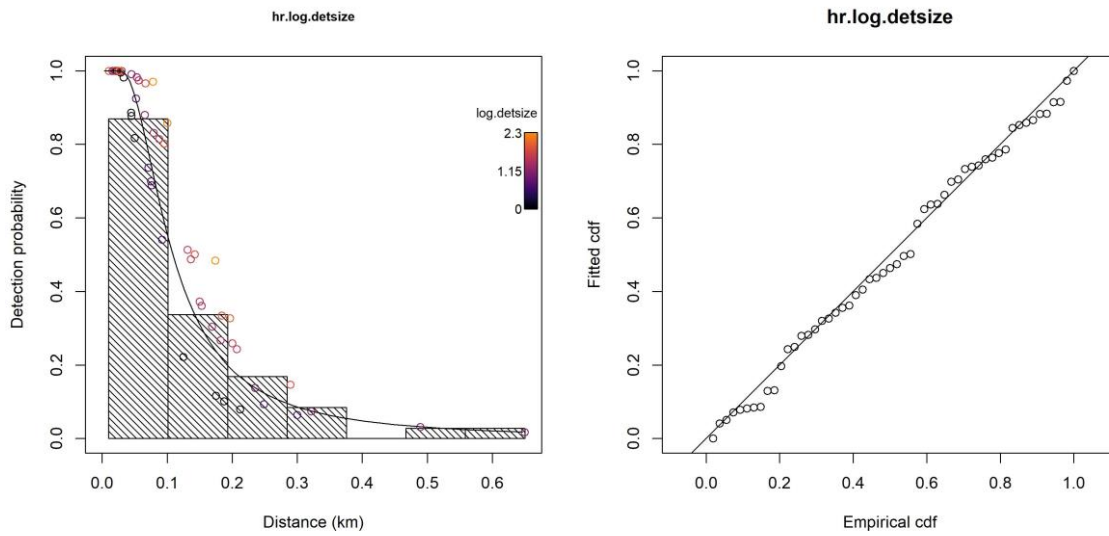 hr.log.detsize
1.0
0.8
0.6
0.4
0.2
0.0
Detection probability
log.detsize
2.3
1.15
0
0.0 0.1 0.2 0.3 0.4 0.5 0.6
Distance (km)
hr.log.detsize
1.0
0.8
0.6
0.4
0.2
0.0
Fitted cdf
0.0 0.2 0.4 0.6 0.8 1.0
Empirical cdf